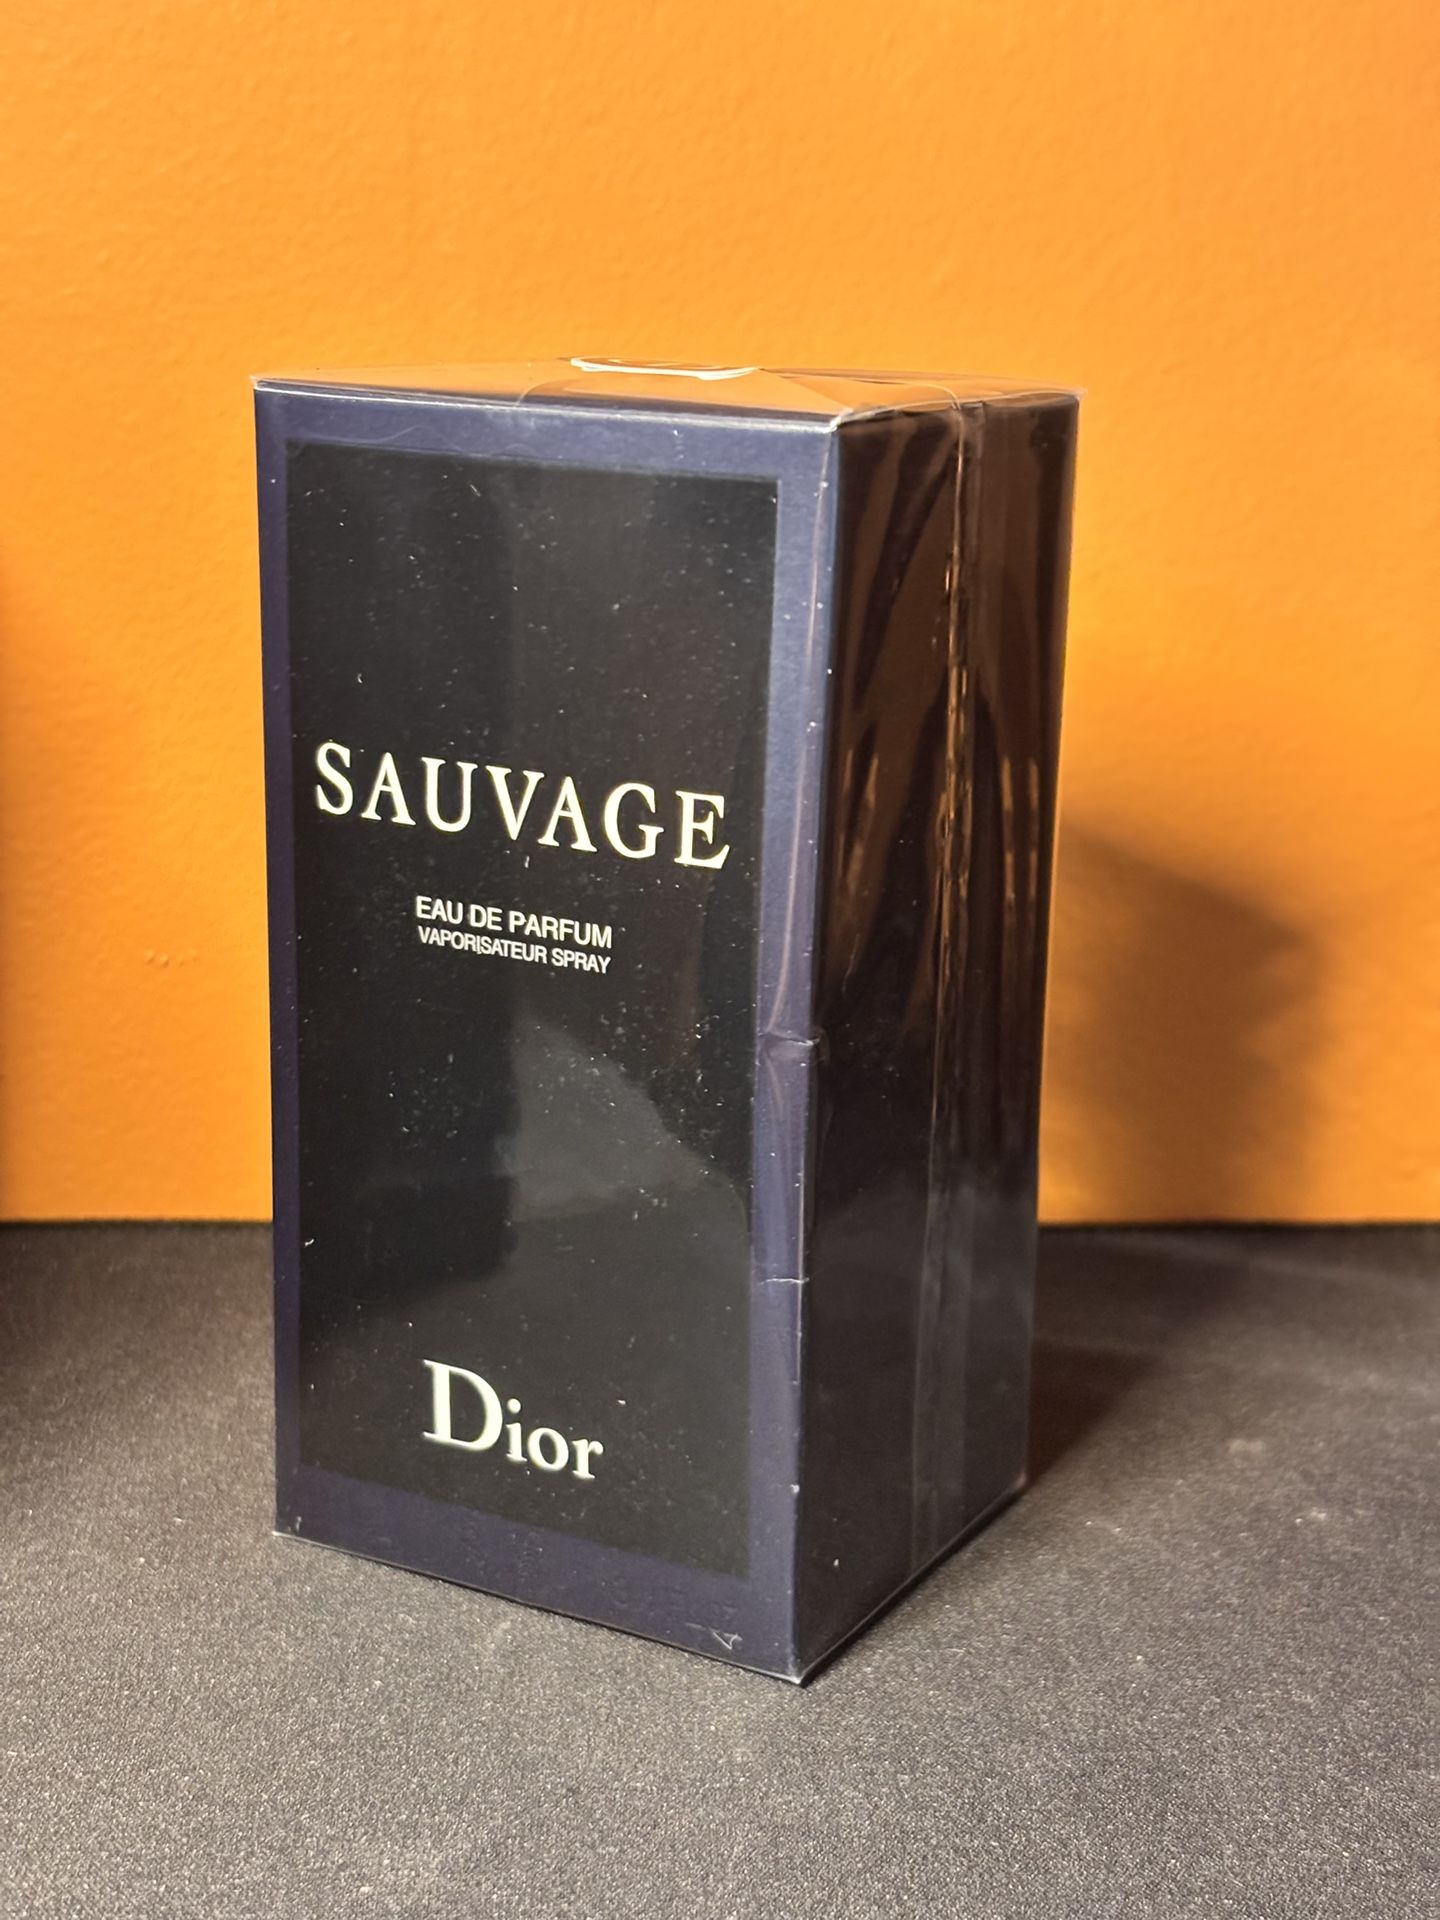 SAUVAGE
EAU DE PARFUM
VAPORISATEUR SPRAY
Dior